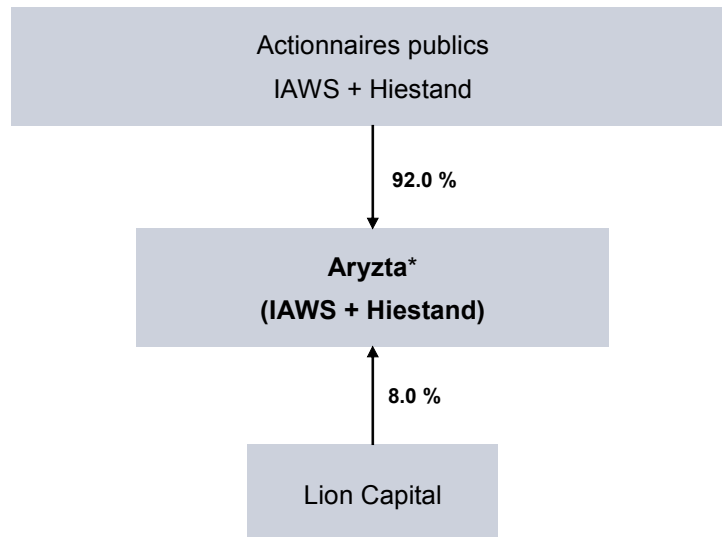 Actionnaires publics
IAWS + Hiestand
92.0 %
Aryzta*
(IAWS + Hiestand)
8.0 %
Lion Capital